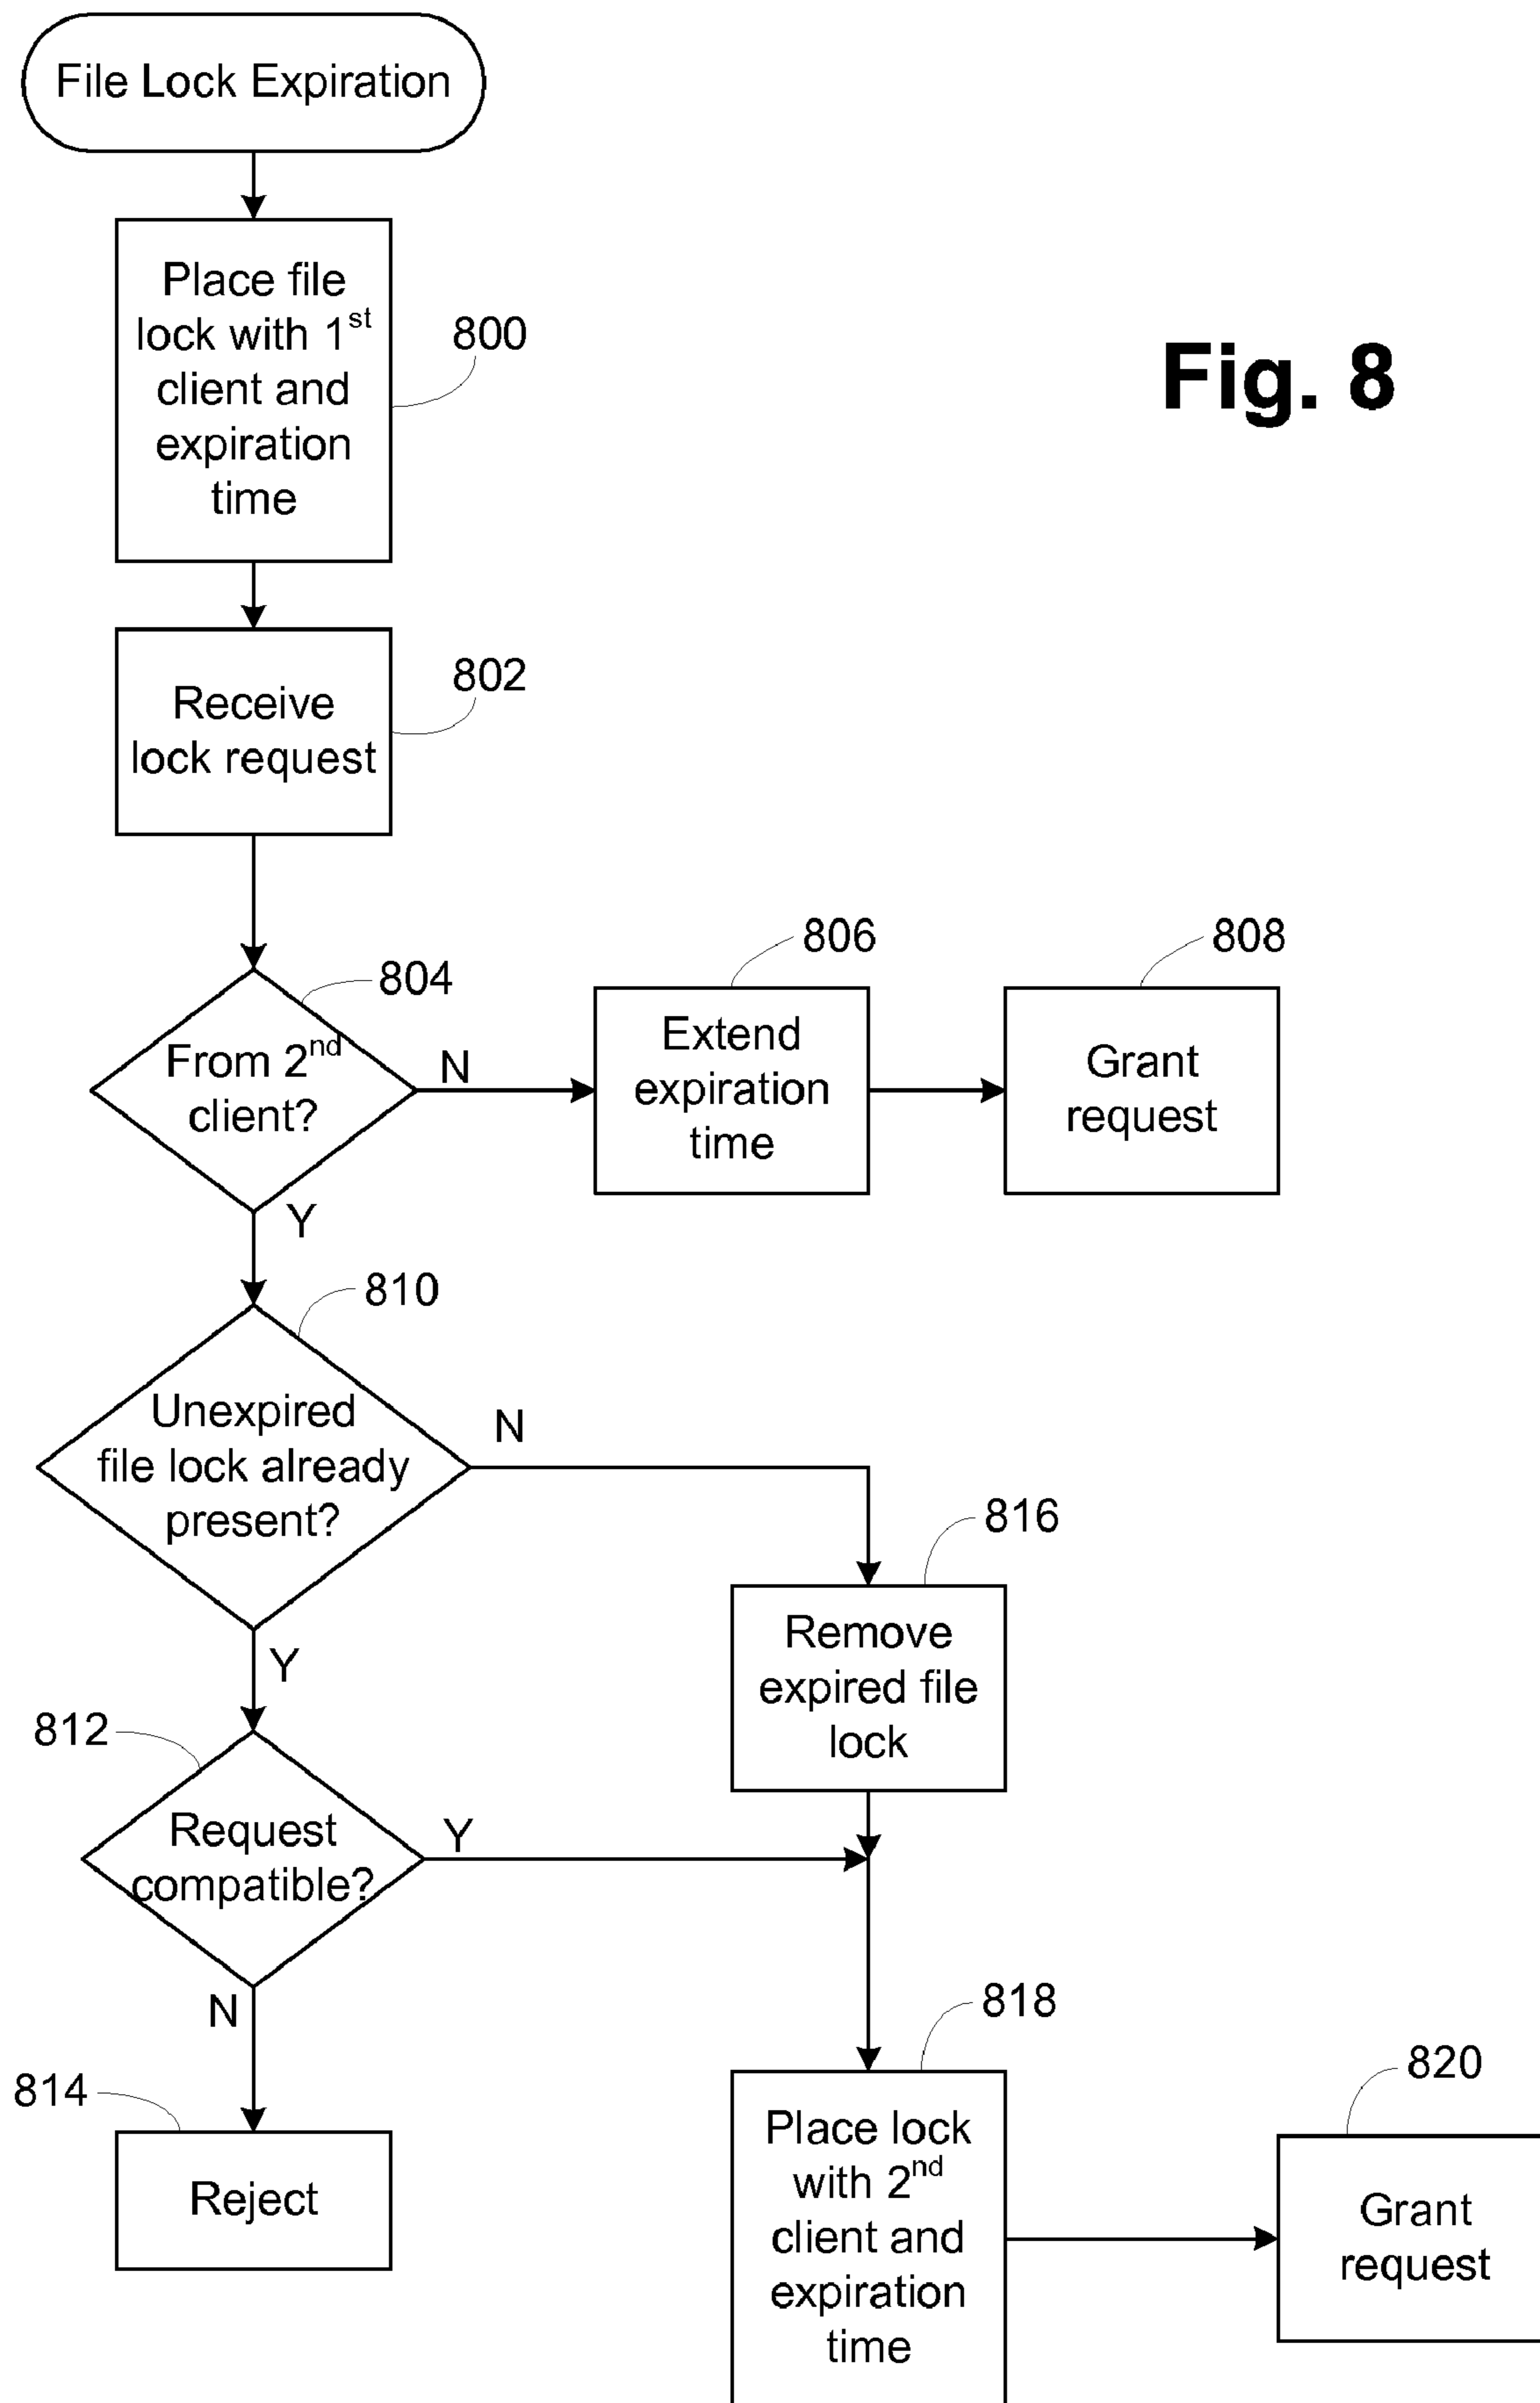 File Lock Expiration
Place file
lock with 1st
client and
expiration
time
800
Fig. 8
Receive
lock request
802
From 2nd
client?
804
N
Y
Extend
expiration
time
806
Grant
request
808
Unexpired
file lock already
present?
810
N
Y
Remove
expired file
lock
816
Request
compatible?
812
Y
N
Reject
814
Place lock
with 2nd
client and
expiration
time
818
Grant
request
820